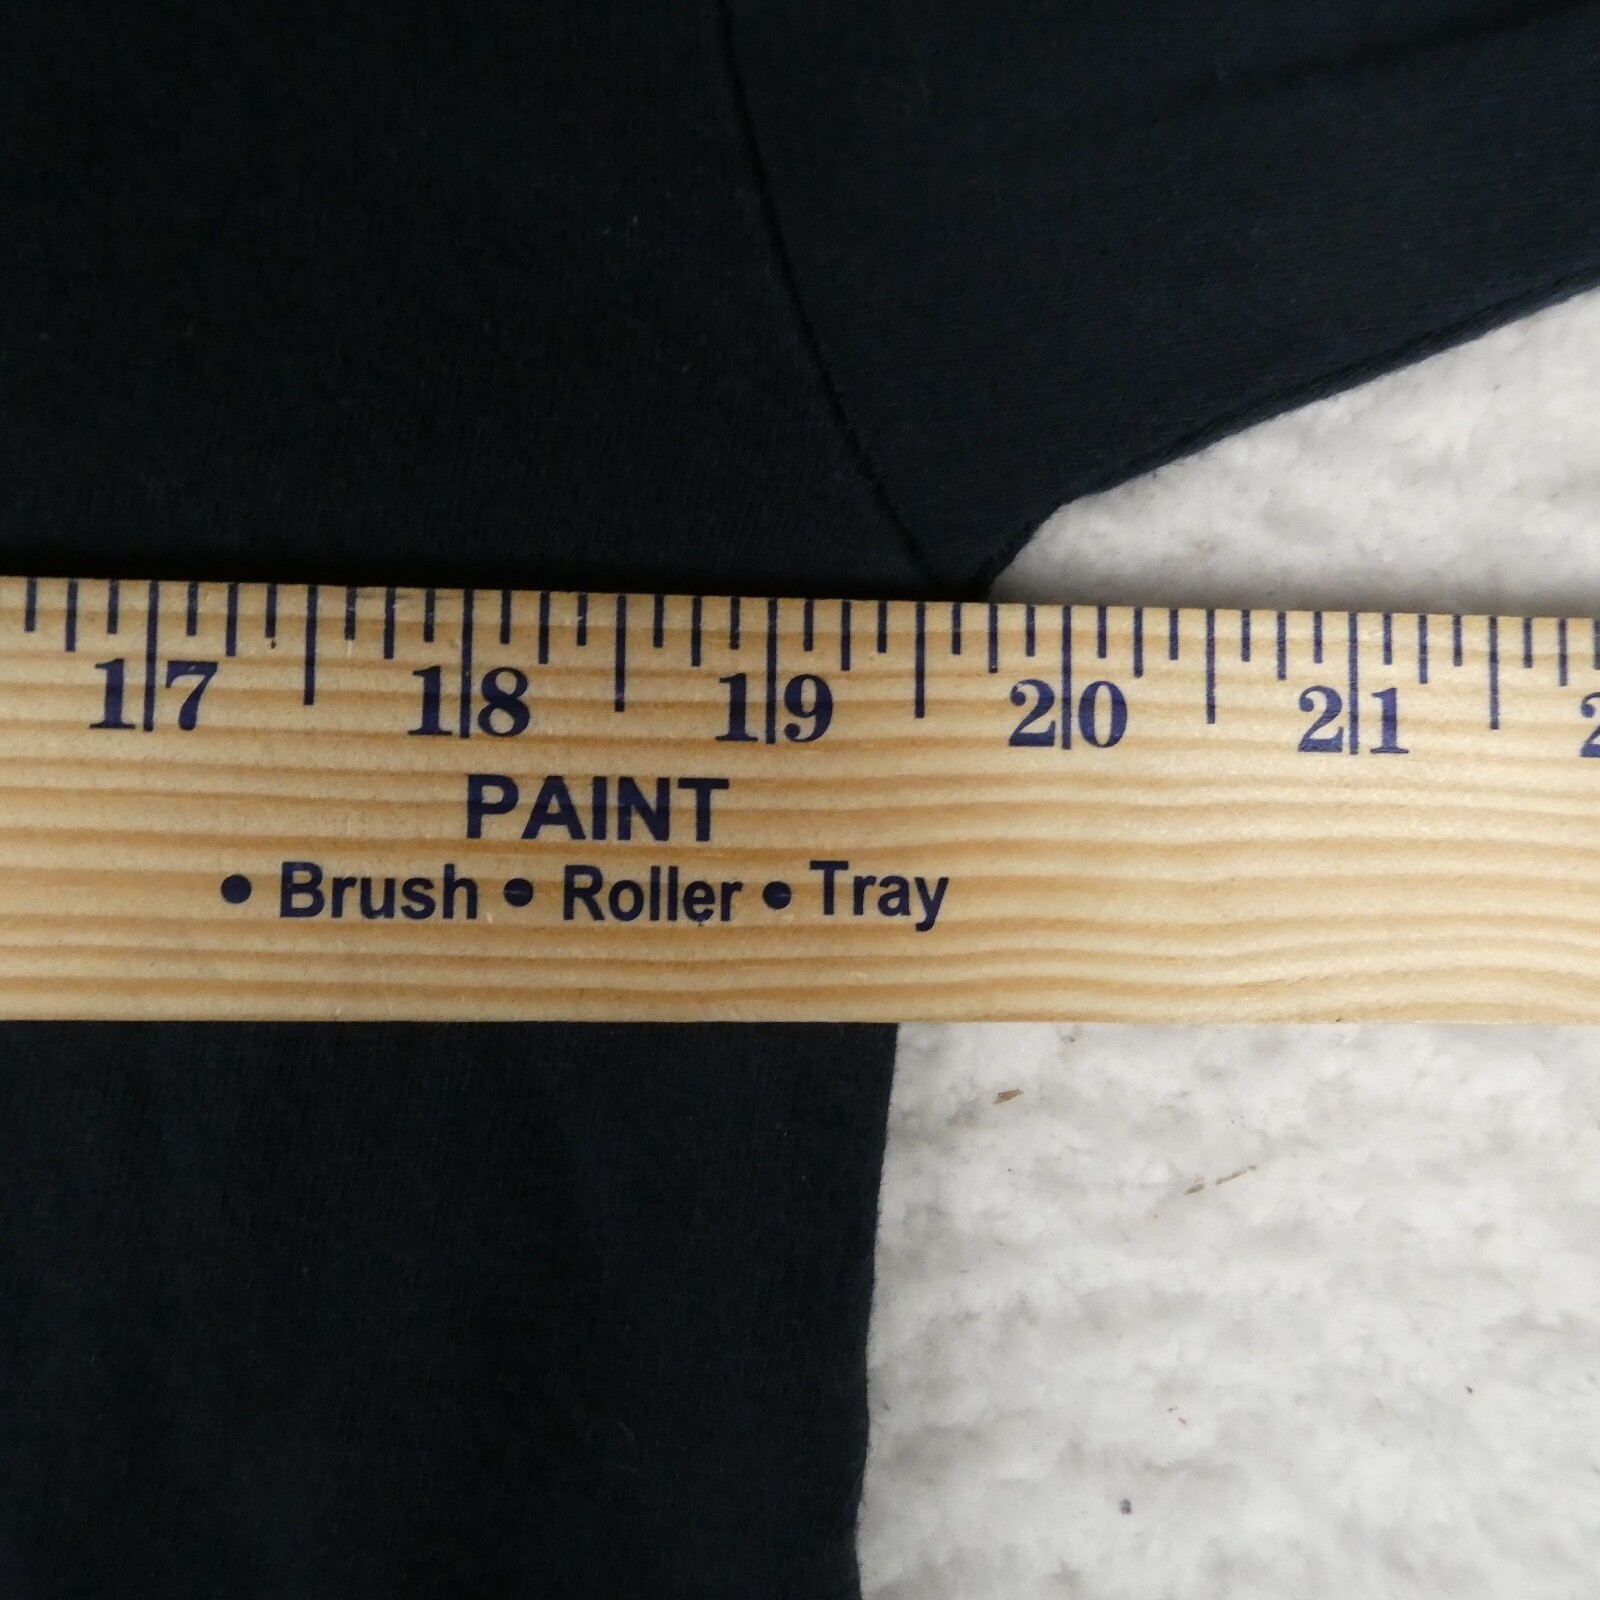 17 18 19 20 21
PAINT
• Brush • Roller • Tray